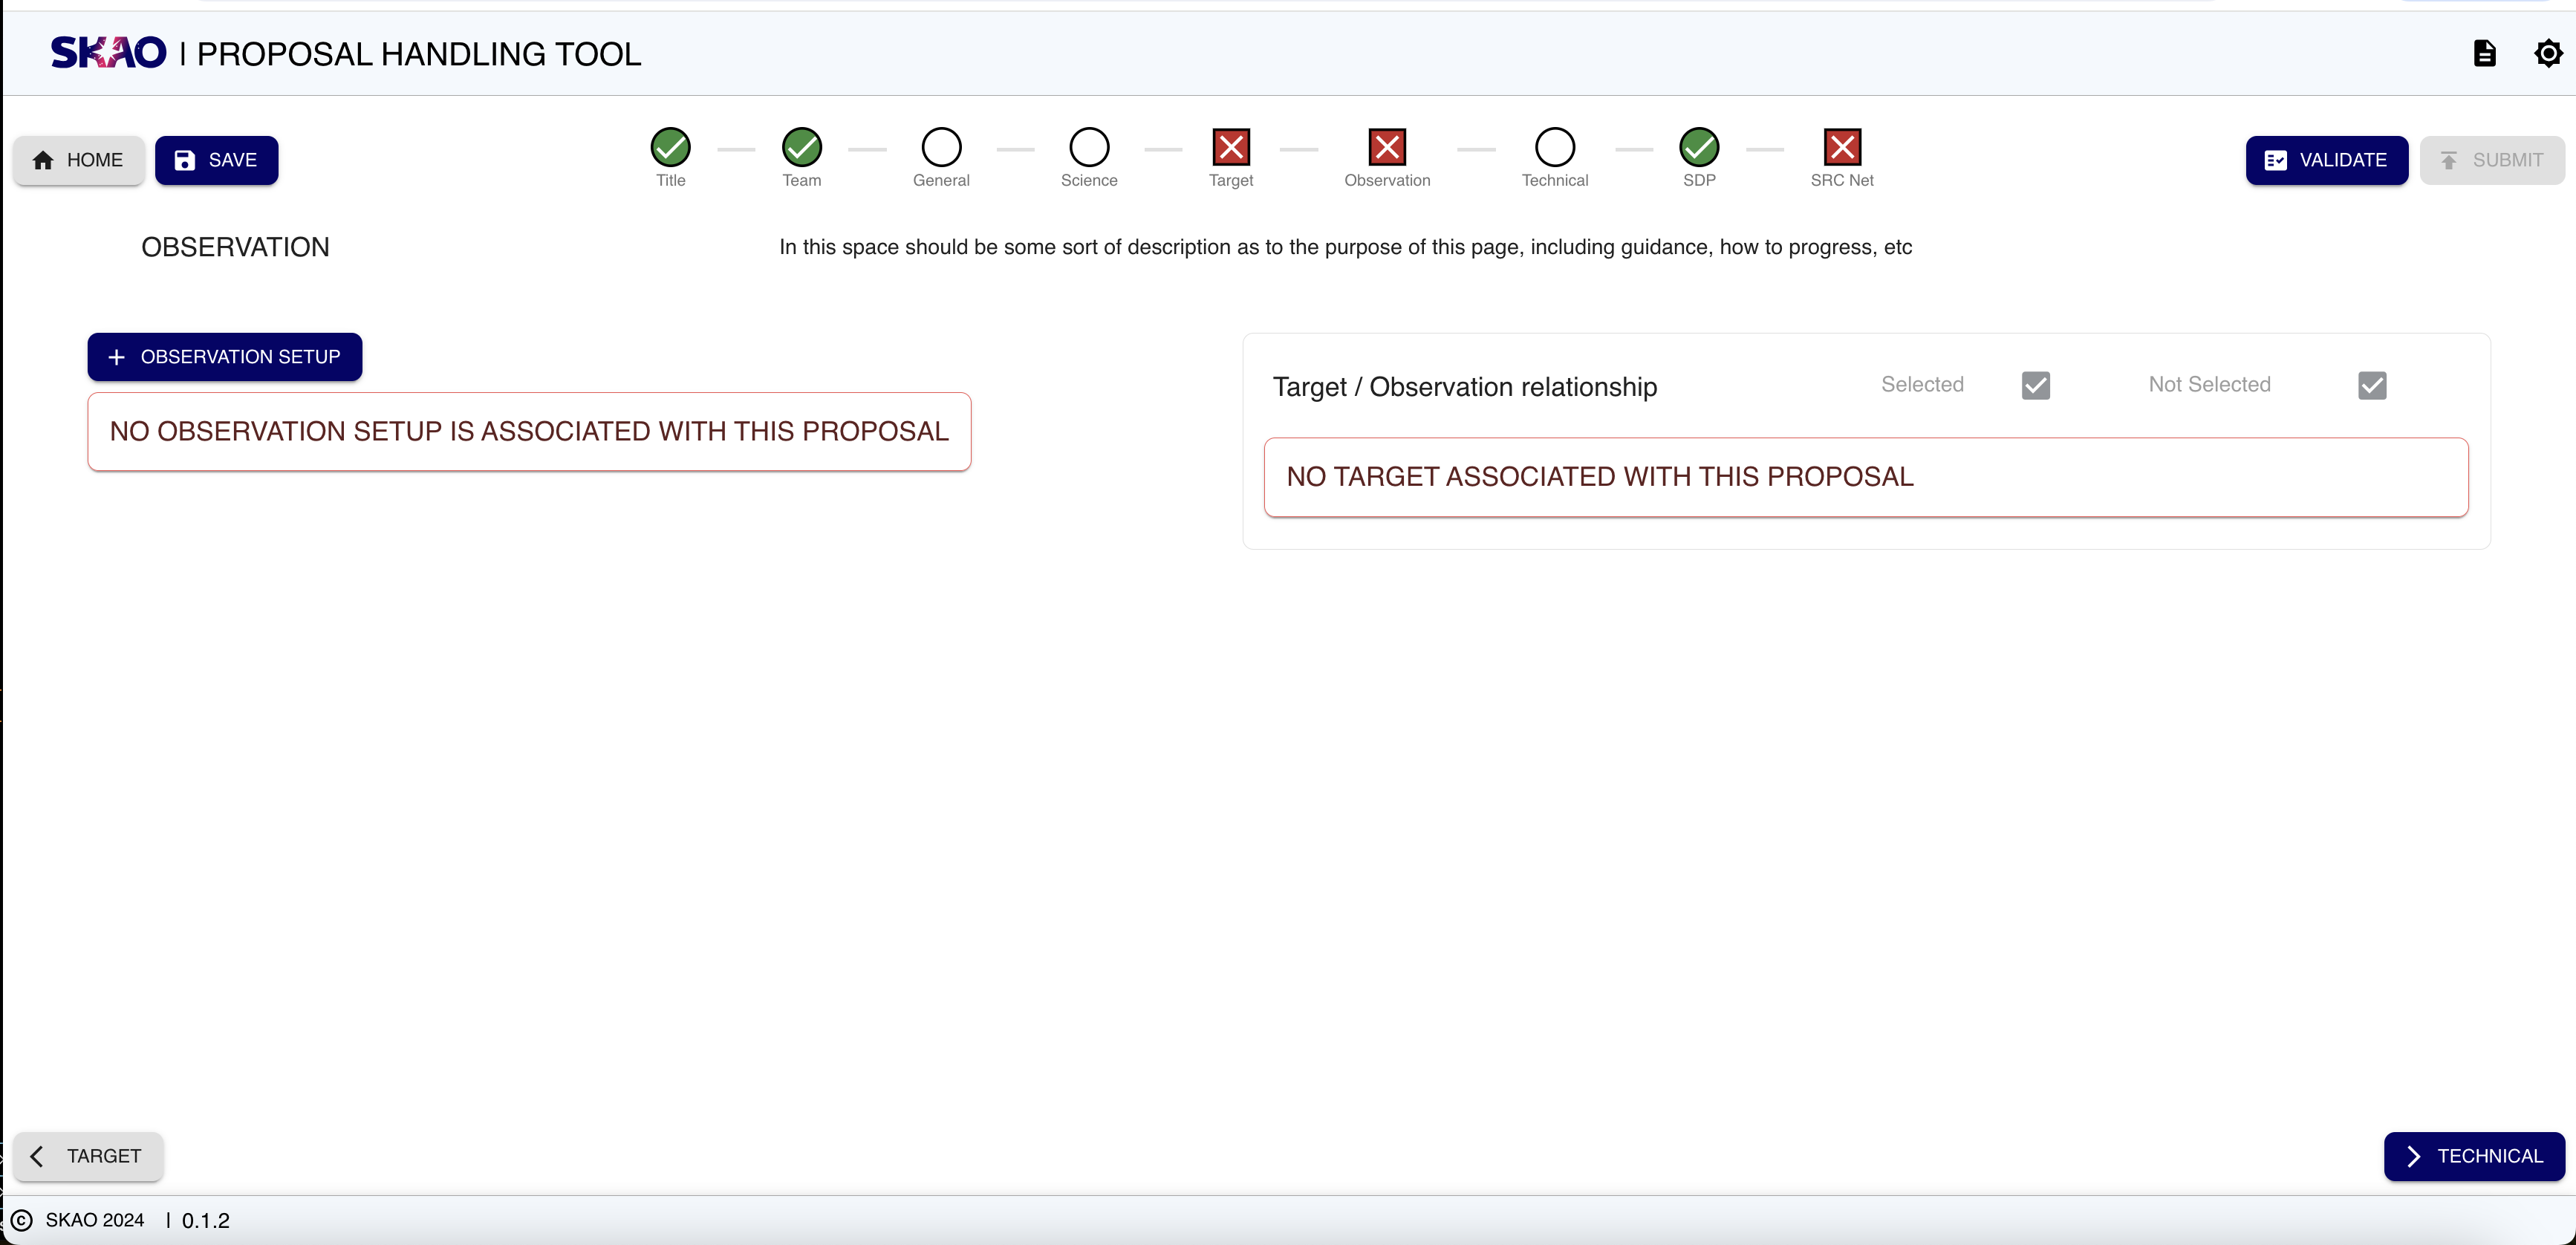 SKAO | PROPOSAL HANDLING TOOL
HOME SAVE
Title Team General Science Target Observation Technical SDP SRC Net
VALIDATE SUBMIT
OBSERVATION
In this space should be some sort of description as to the purpose of this page, including guidance, how to progress, etc
+ OBSERVATION SETUP
NO OBSERVATION SETUP IS ASSOCIATED WITH THIS PROPOSAL
Target / Observation relationship Selected Not Selected
NO TARGET ASSOCIATED WITH THIS PROPOSAL
TARGET
TECHNICAL
© SKAO 2024 | 0.1.2